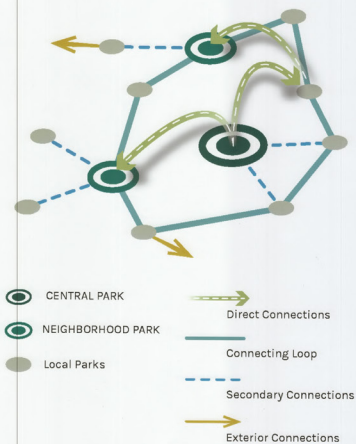 CENTRAL PARK
NEIGHBORHOOD PARK
Local Parks
Direct Connections
Connecting Loop
Secondary Connections
Exterior Connections